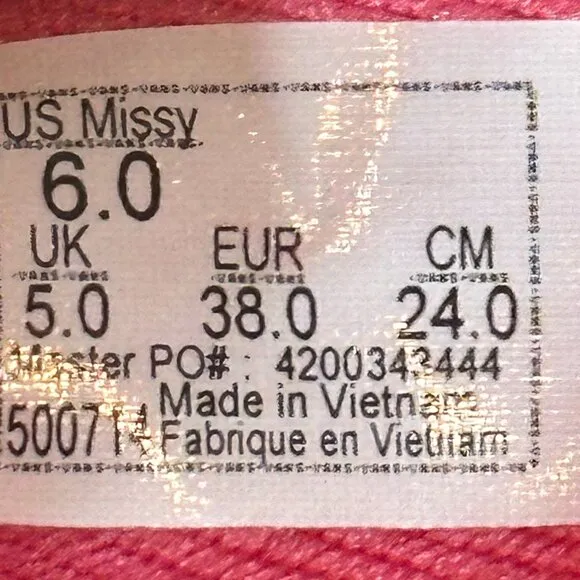 US Missy
6.0
UK EUR CM
5.0 38.0 24.0
Master PO# : 4200343444
Made in Vietnam
500714 Fabrique en Vietnam